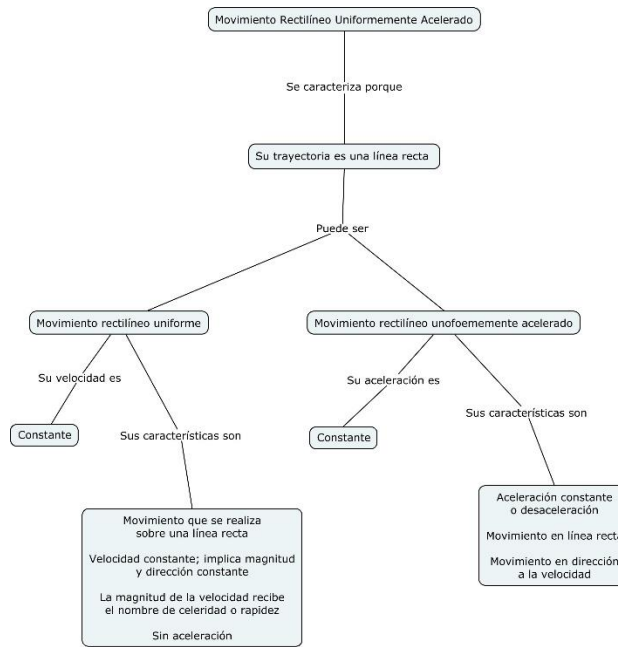 Movimiento Rectilíneo Uniformemente Acelerado
Se caracteriza porque
Su trayectoria es una línea recta
Puede ser
Movimiento rectilíneo uniforme
Movimiento rectilíneo unofoememente acelerado
Su velocidad es
Su aceleración es
Constante
Sus características son
Constante
Sus características son
Movimiento que se realiza
sobre una línea recta
Velocidad constante; implica magnitud
y dirección constante
La magnitud de la velocidad recibe
el nombre de celeridad o rapidez
Sin aceleración
Aceleración constante
o desaceleración
Movimiento en línea recta
Movimiento en dirección
a la velocidad